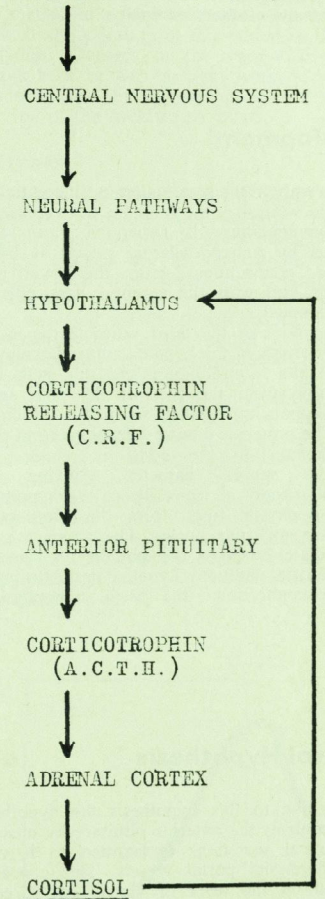 CENTRAL NERVOUS SYSTEM
NEURAL PATHWAYS
HYPOTHALAMUS
CORTICOTROPHIN
RELEASING FACTOR
(C.R.F.)
ANTERIOR PITUITARY
CORTICOTROPHIN
(A.C.T.H.)
ADRENAL CORTEX
CORTISOL